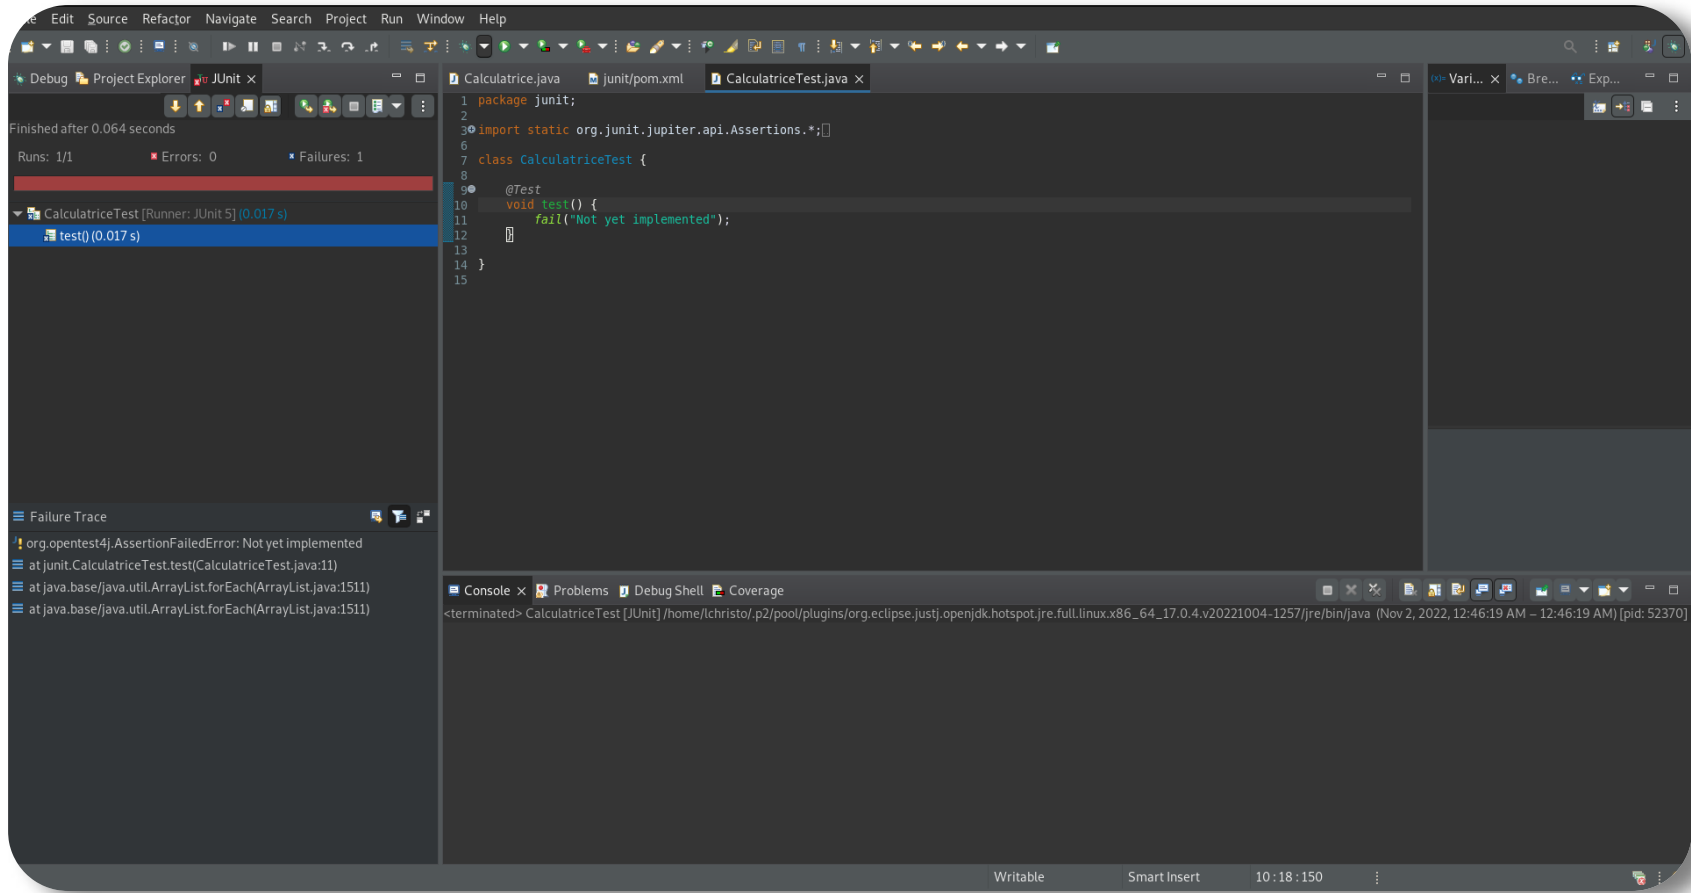 Edit Source Refactor Navigate Search Project Run Window Help
Debug Project Explorer JUnit
Finished after 0.064 seconds
Runs: 1/1 Errors: 0 Failures: 1
CalculatriceTest [Runner: JUnit 5] (0.017 s)
test() (0.017 s)
Failure Trace
org.opentest4j.AssertionFailedError: Not yet implemented
at junit.CalculatriceTest.test(CalculatriceTest.java:11)
at java.base/java.util.ArrayList.forEach(ArrayList.java:1511)
at java.base/java.util.ArrayList.forEach(ArrayList.java:1511)
Calculatrice.java junit/pom.xml CalculatriceTest.java
1 package junit;
2
3 import static org.junit.jupiter.api.Assertions.*;
6
7 class CalculatriceTest {
8
9 @Test
10 void test() {
11 fail("Not yet implemented");
12 }
13
14 }
15
Vari... Bre... Exp...
Console Problems Debug Shell Coverage
<terminated> CalculatriceTest [JUnit] /home/lchristo/.p2/pool/plugins/org.eclipse.justj.openjdk.hotspot.jre.full.linux.x86_64_17.0.4.v20221004-1257/jre/bin/java (Nov 2, 2022, 12:46:19 AM – 12:46:19 AM) [pid: 52370]
Writable Smart Insert 10 : 18 : 150